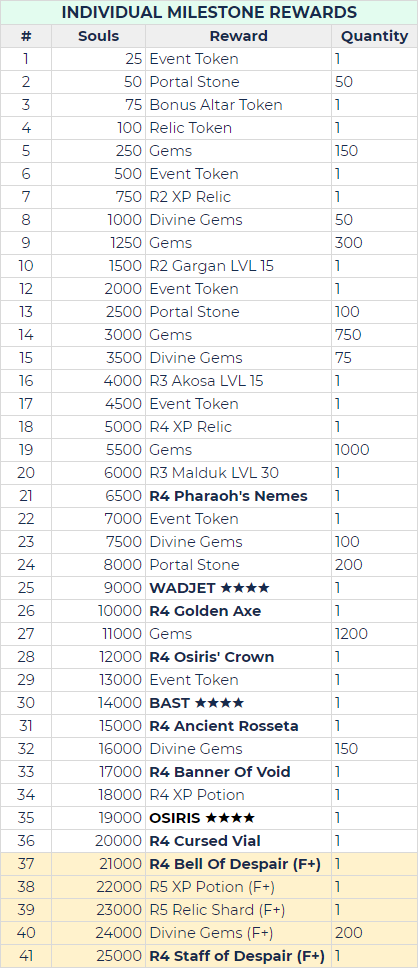 INDIVIDUAL MILESTONE REWARDS
# Souls Reward Quantity
1 25 Event Token 1
2 50 Portal Stone 50
3 75 Bonus Altar Token 1
4 100 Relic Token 1
5 250 Gems 150
6 500 Event Token 1
7 750 R2 XP Relic 1
8 1000 Divine Gems 50
9 1250 Gems 300
10 1500 R2 Gargan LVL 15 1
12 2000 Event Token 1
13 2500 Portal Stone 100
14 3000 Gems 750
15 3500 Divine Gems 75
16 4000 R3 Akosa LVL 15 1
17 4500 Event Token 1
18 5000 R4 XP Relic 1
19 5500 Gems 1000
20 6000 R3 Malduk LVL 30 1
21 6500 R4 Pharaoh's Nemes 1
22 7000 Event Token 1
23 7500 Divine Gems 100
24 8000 Portal Stone 200
25 9000 WADJET ★★★★ 1
26 10000 R4 Golden Axe 1
27 11000 Gems 1200
28 12000 R4 Osiris' Crown 1
29 13000 Event Token 1
30 14000 BAST ★★★★ 1
31 15000 R4 Ancient Rosseta 1
32 16000 Divine Gems 150
33 17000 R4 Banner Of Void 1
34 18000 R4 XP Potion 1
35 19000 OSIRIS ★★★★ 1
36 20000 R4 Cursed Vial 1
37 21000 R4 Bell Of Despair (F+) 1
38 22000 R5 XP Potion (F+) 1
39 23000 R5 Relic Shard (F+) 1
40 24000 Divine Gems (F+) 200
41 25000 R4 Staff of Despair (F+) 1